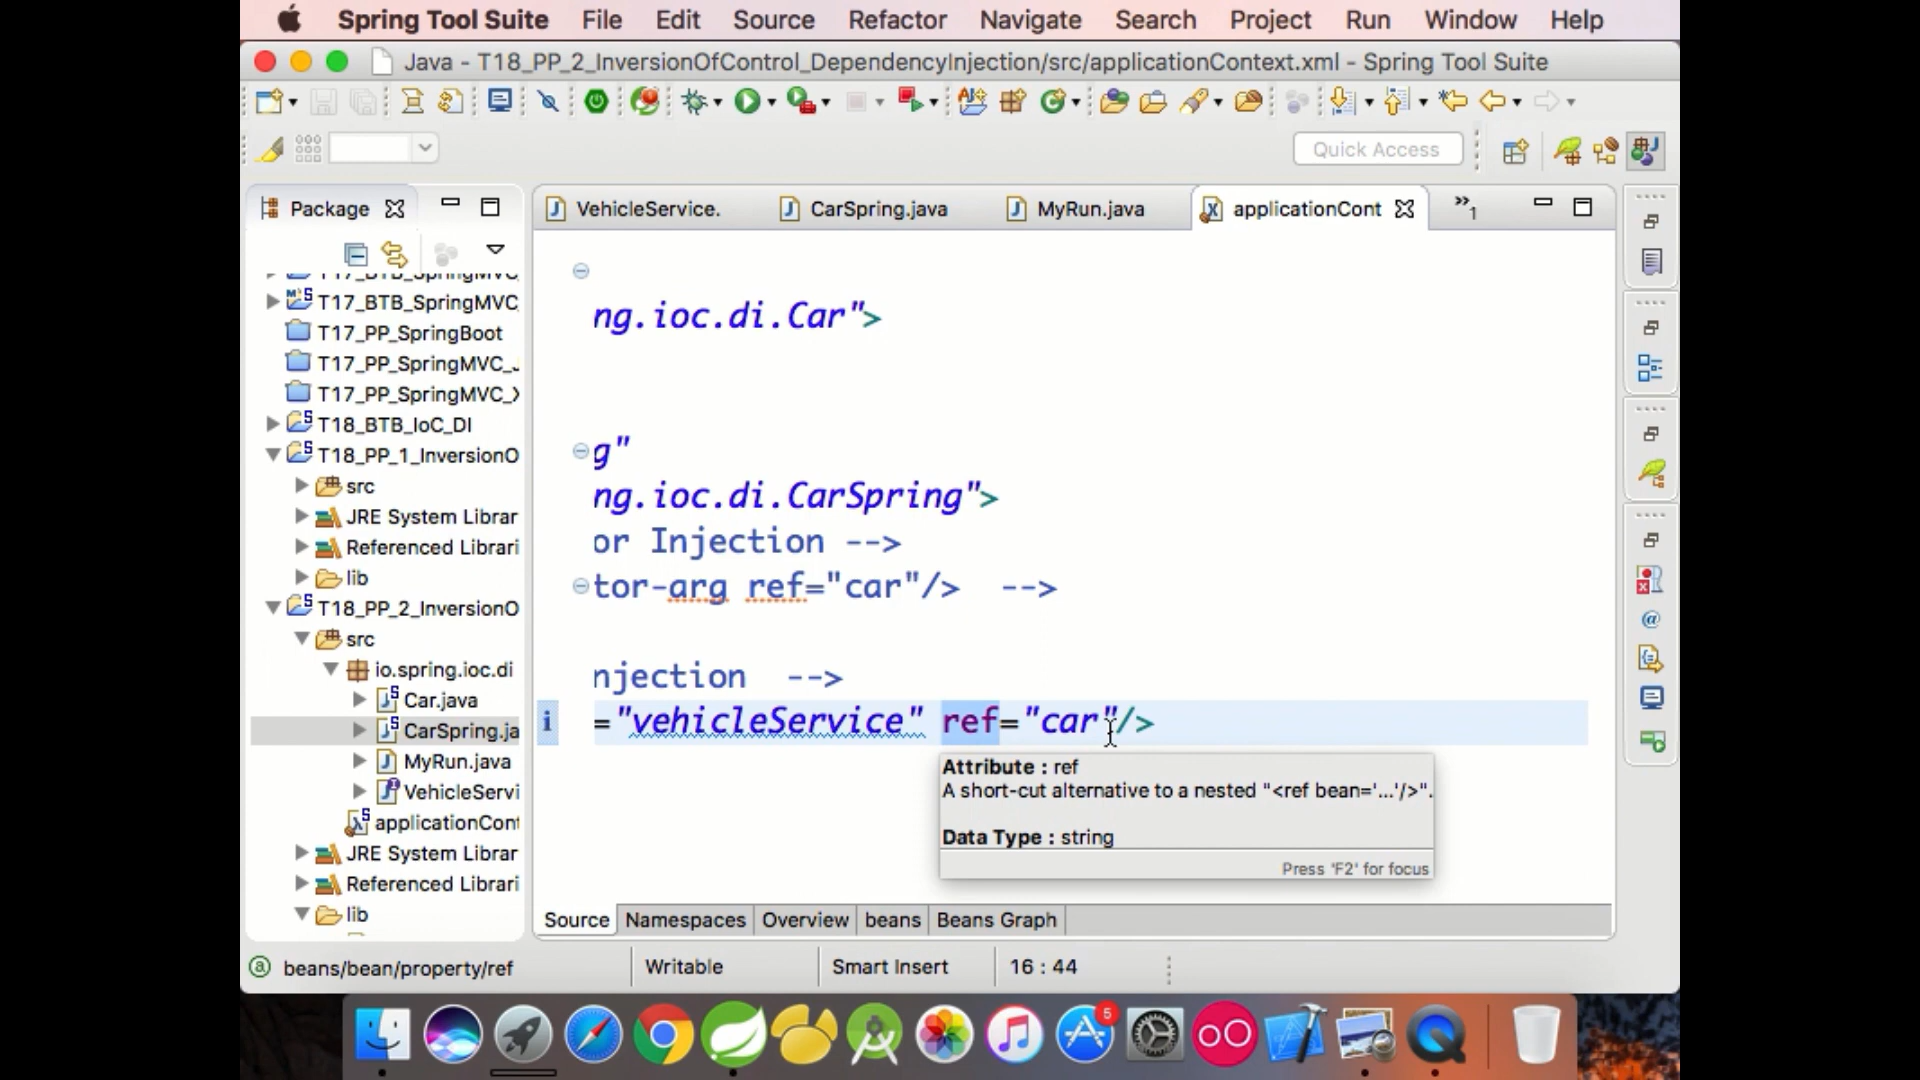 Spring Tool Suite File Edit Source Refactor Navigate Search Project Run Window Help
Java - T18_PP_2_InversionOfControl_DependencyInjection/src/applicationContext.xml - Spring Tool Suite
Quick Access
Package
VehicleService. CarSpring.java MyRun.java applicationCont »1
T17_BTB_SpringMVC
T17_BTB_SpringMVC
T17_PP_SpringBoot
T17_PP_SpringMVC_
T17_PP_SpringMVC_X
T18_BTB_IoC_DI
T18_PP_1_InversionO
src
JRE System Librar
Referenced Librari
lib
T18_PP_2_InversionO
src
io.spring.ioc.di
Car.java
CarSpring.ja
MyRun.java
VehicleServi
applicationCont
JRE System Librar
Referenced Librari
lib
ng.ioc.di.Car">
g"
ng.ioc.di.CarSpring">
or Injection -->
tor-arg ref="car"/> -->
njection -->
="vehicleService" ref="car"/>
Attribute : ref
A short-cut alternative to a nested "<ref bean='...'/>".
Data Type : string
Press 'F2' for focus
Source Namespaces Overview beans Beans Graph
beans/bean/property/ref Writable Smart Insert 16 : 44
5